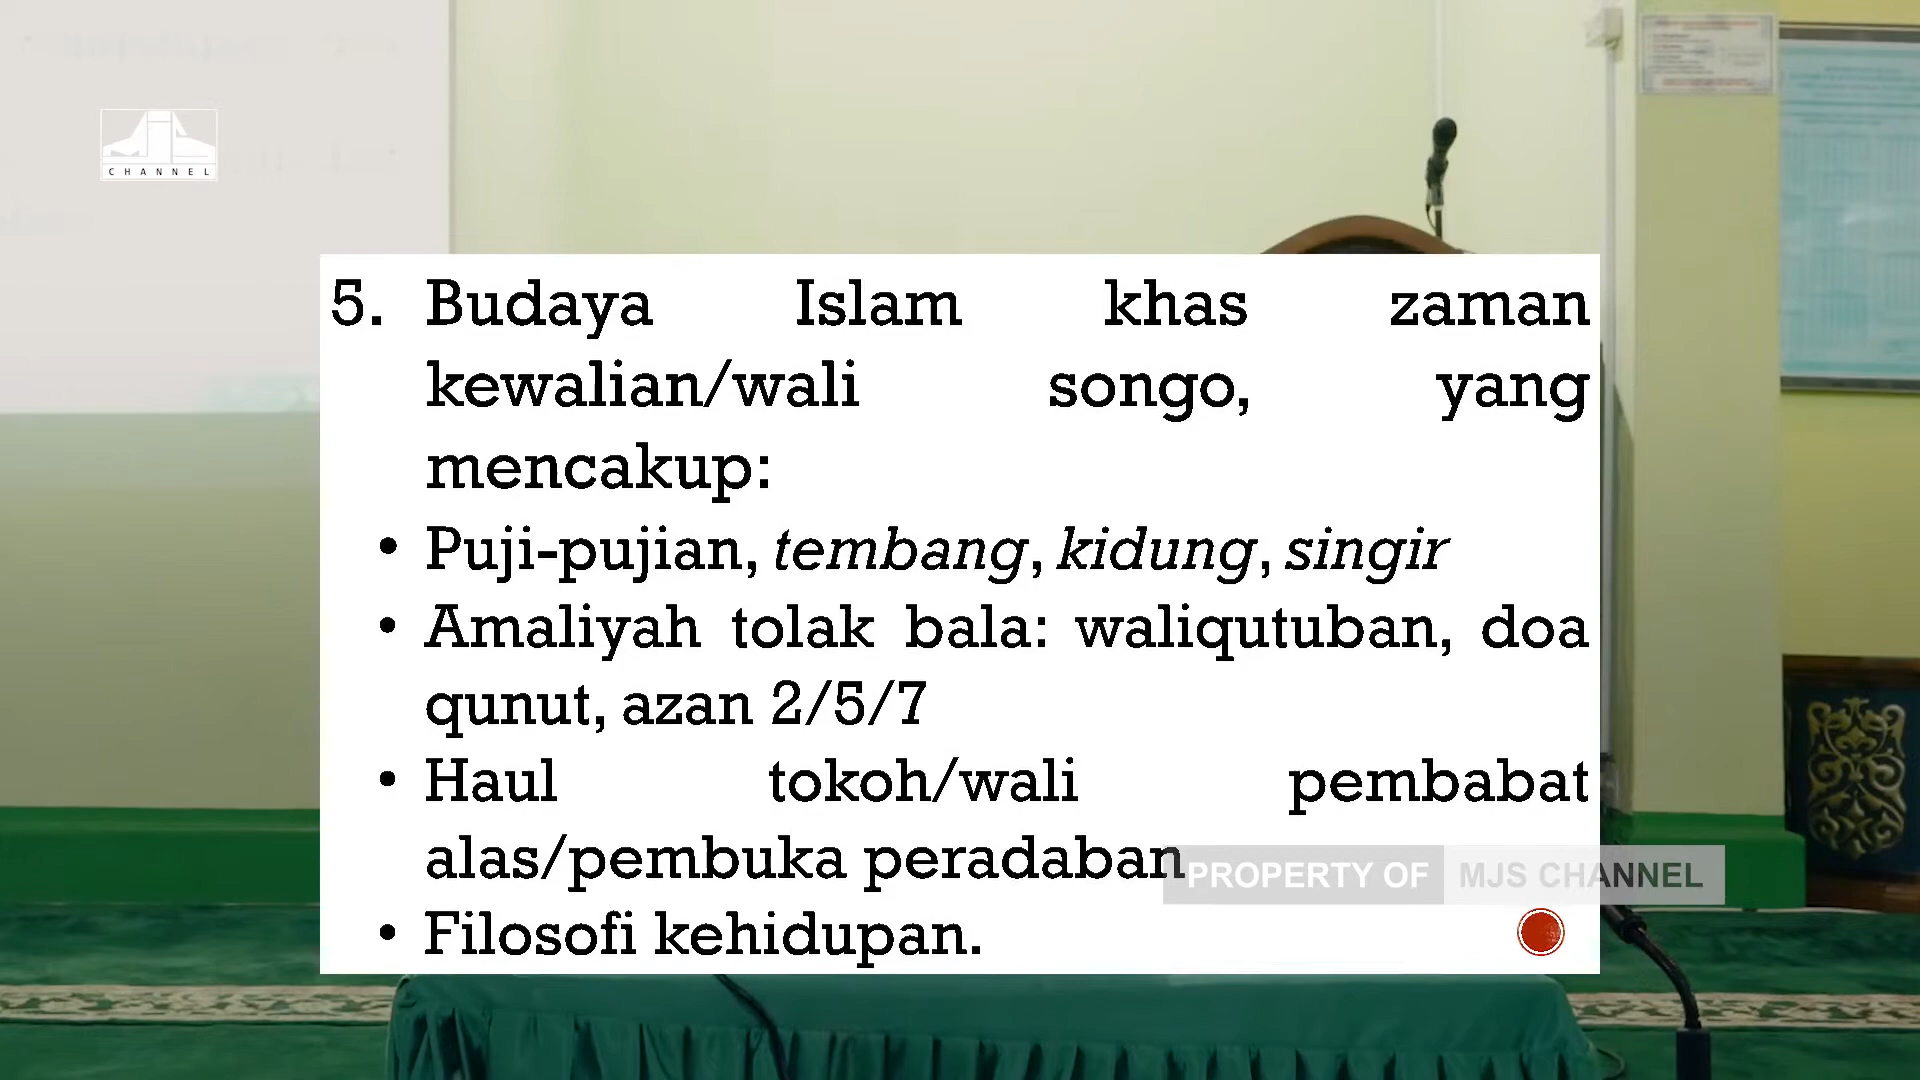 CHANNEL
5. Budaya Islam khas zaman
kewalian/wali songo, yang
mencakup:
• Puji-pujian, tembang, kidung, singir
• Amaliyah tolak bala: waliqutuban, doa
qunut, azan 2/5/7
• Haul tokoh/wali pembabat
alas/pembuka peradaban
PROPERTY OF MJS CHANNEL
• Filosofi kehidupan.